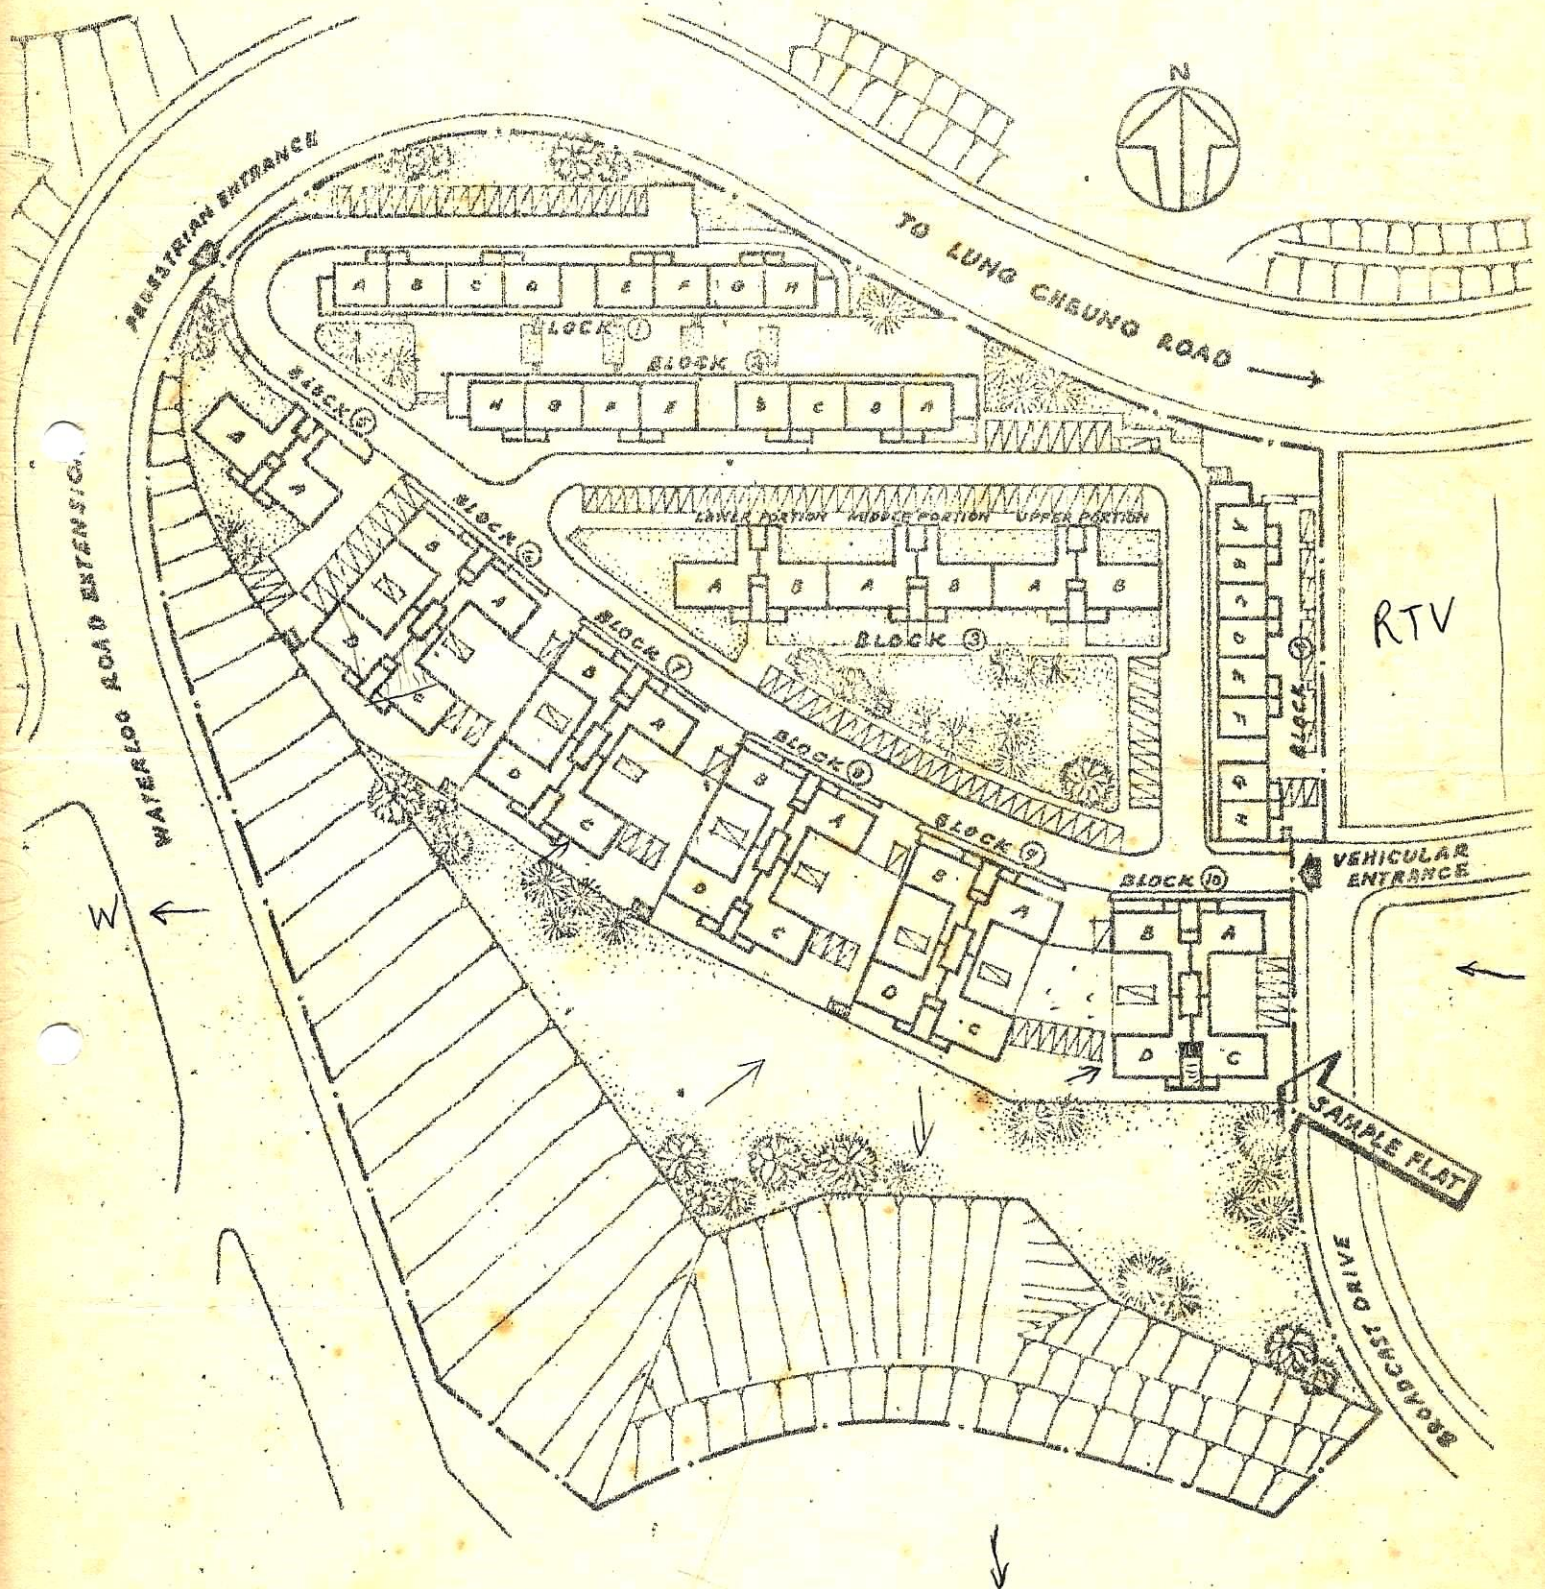 N
PEDESTRIAN ENTRANCE
TO LUNG CHEUNG ROAD
A B C D E F G H
BLOCK 1
BLOCK 2
H G F E D C B A
BLOCK 5
B
A
BLOCK 6
B
A
D
C
LOWER PORTION MIDDLE PORTION UPPER PORTION
A B A B A B
BLOCK 3
A
B
C
D
E
F
G
H
BLOCK
RTV
BLOCK 7
B
A
D
C
BLOCK 8
B
A
D
C
BLOCK 9
B
A
D
C
BLOCK 10
B A
D C
VEHICULAR
ENTRANCE
WATERLOO ROAD EXTENSION
W
SAMPLE FLAT
BROADCAST DRIVE